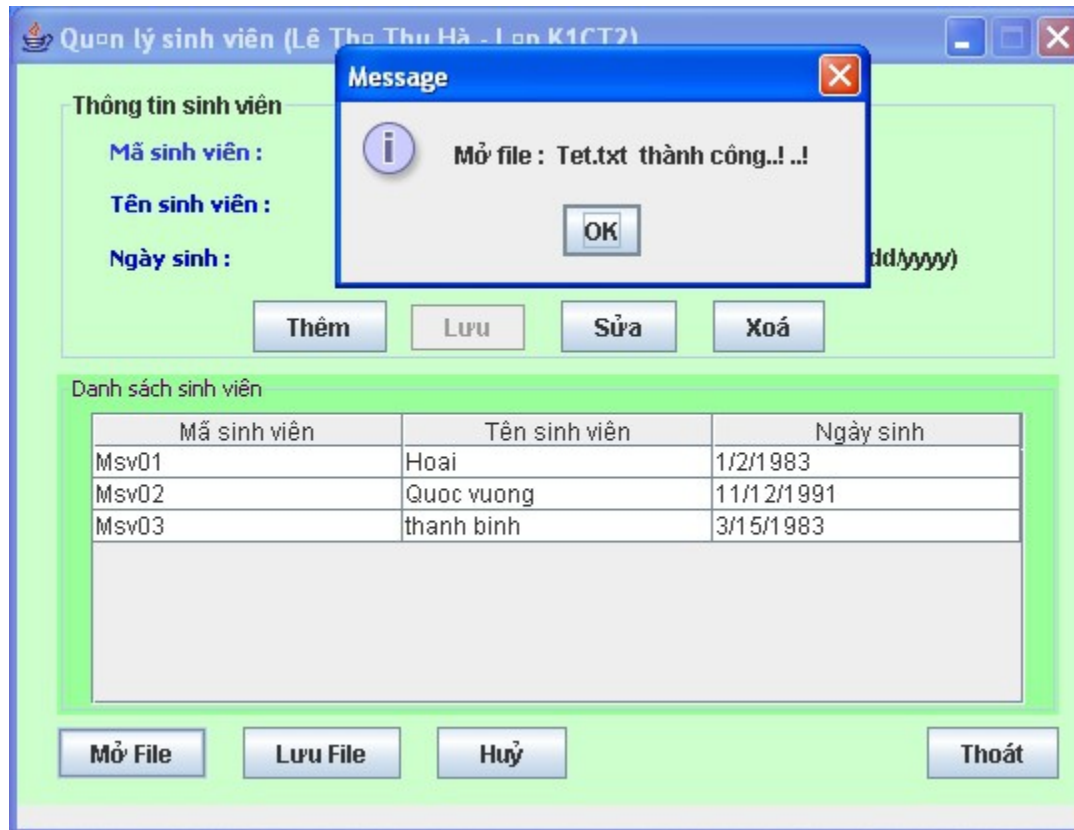 Qu¤n lý sinh viên (Lê Th¤ Thu Hà - L¤n K1CT2)
Message
Thông tin sinh viên
Mã sinh viên :
Mở file : Tet.txt thành công..! ..!
Tên sinh viên :
OK
Ngày sinh :
dd/yyyy)
Thêm
Lưu
Sửa
Xoá
Danh sách sinh viên
Mã sinh viên Tên sinh viên Ngày sinh
Msv01 Hoai 1/2/1983
Msv02 Quoc vuong 11/12/1991
Msv03 thanh binh 3/15/1983
Mở File
Lưu File
Huỷ
Thoát